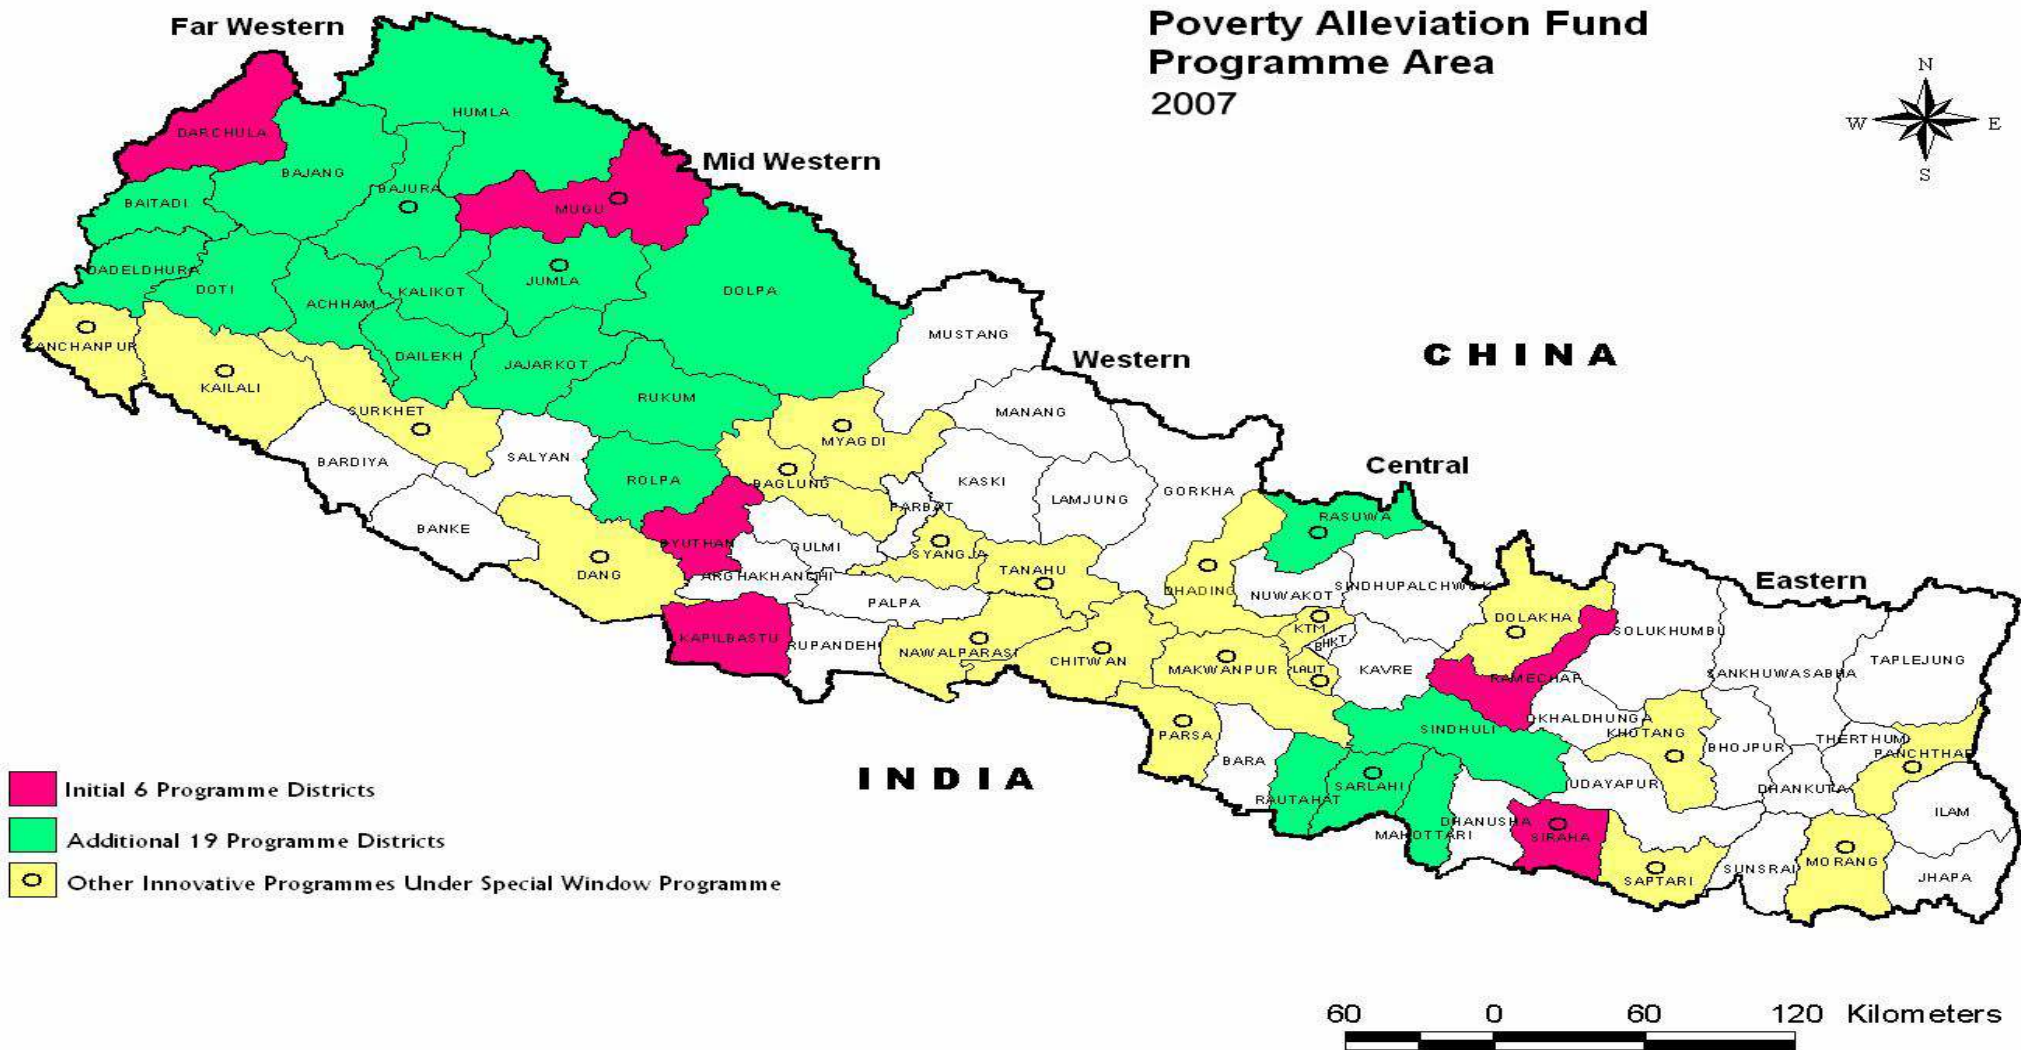 Poverty Alleviation Fund
Programme Area
2007
N
W E
S
Far Western
Mid Western
Western
Central
Eastern
CHINA
INDIA
DARCHULA
HUMLA
BAJANG
BAJURA
BAITADI
MUGU
DADELDHURA
DOTI
ACHHAM
KALIKOT
JUMLA
DOLPA
ANCHANPUR
KAILALI
DAILEKH
JAJARKOT
RUKUM
MUSTANG
MANANG
SURKHET
MYAGDI
BARDIYA
SALYAN
ROLPA
BAGLUNG
KASKI
LAMJUNG
GORKHA
PARBAT
BANKE
DANG
PYUTHAN
GULMI
SYANGJA
TANAHU
RASUWA
ARGHAKHANCHI
PALPA
DHADING
NUWAKOT
SINDHUPALCHWOK
KAPILBASTU
RUPANDEHI
NAWALPARASI
CHITWAN
MAKWANPUR
KTM
BHKT
LALIT
KAVRE
DOLAKHA
RAMECHAP
SOLUKHUMBU
SANKHUWASABHA
TAPLEJUNG
PARSA
BARA
SINDHULI
OKHALDHUNGA
KHOTANG
BHOJPUR
THERTHUM
PANCHTHAR
RAUTAHAT
SARLAHI
MAHOTTARI
DHANUSHA
SIRAHA
UDAYAPUR
DHANKUTA
ILAM
SAPTARI
SUNSRAI
MORANG
JHAPA
Initial 6 Programme Districts
Additional 19 Programme Districts
Other Innovative Programmes Under Special Window Programme
60 0 60 120 Kilometers